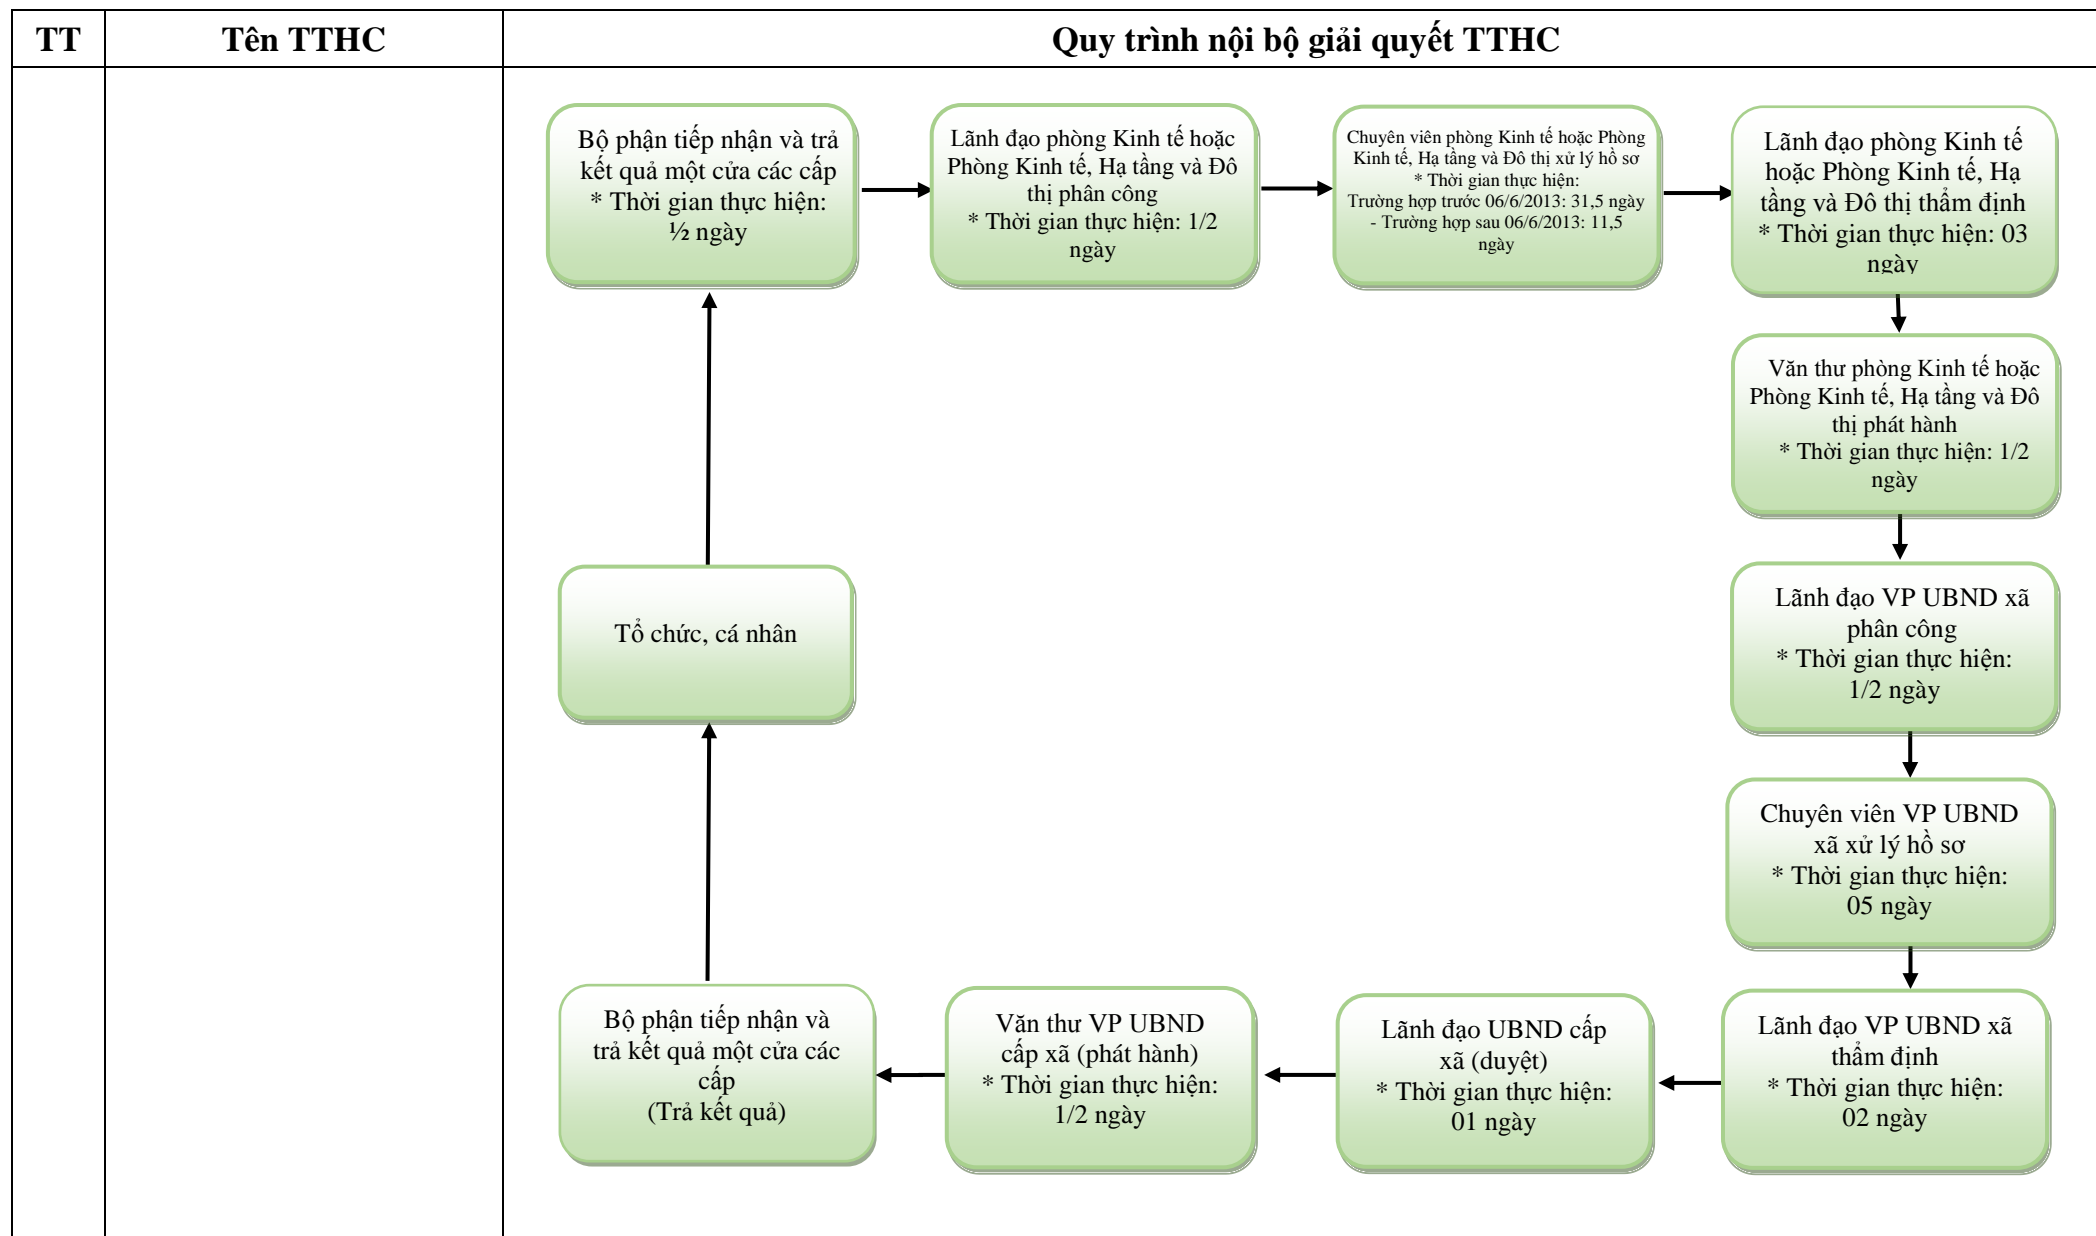 TT
Tên TTHC
Quy trình nội bộ giải quyết TTHC
Bộ phận tiếp nhận và trả
kết quả một cửa các cấp
* Thời gian thực hiện:
½ ngày
Lãnh đạo phòng Kinh tế hoặc
Phòng Kinh tế, Hạ tầng và Đô
thị phân công
* Thời gian thực hiện: 1/2
ngày
Chuyên viên phòng Kinh tế hoặc Phòng
Kinh tế, Hạ tầng và Đô thị xử lý hồ sơ
* Thời gian thực hiện:
Trường hợp trước 06/6/2013: 31,5 ngày
- Trường hợp sau 06/6/2013: 11,5
ngày
Lãnh đạo phòng Kinh tế
hoặc Phòng Kinh tế, Hạ
tầng và Đô thị thẩm định
* Thời gian thực hiện: 03
ngày
Văn thư phòng Kinh tế hoặc
Phòng Kinh tế, Hạ tầng và Đô
thị phát hành
* Thời gian thực hiện: 1/2
ngày
Tổ chức, cá nhân
Lãnh đạo VP UBND xã
phân công
* Thời gian thực hiện:
1/2 ngày
Chuyên viên VP UBND
xã xử lý hồ sơ
* Thời gian thực hiện:
05 ngày
Lãnh đạo VP UBND xã
thẩm định
* Thời gian thực hiện:
02 ngày
Lãnh đạo UBND cấp
xã (duyệt)
* Thời gian thực hiện:
01 ngày
Văn thư VP UBND
cấp xã (phát hành)
* Thời gian thực hiện:
1/2 ngày
Bộ phận tiếp nhận và
trả kết quả một cửa các
cấp
(Trả kết quả)